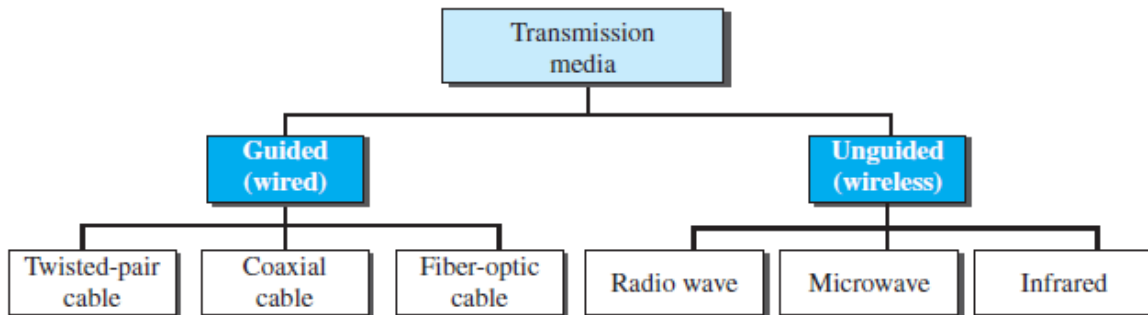 Transmission
media
Guided
(wired)
Unguided
(wireless)
Twisted-pair
cable
Coaxial
cable
Fiber-optic
cable
Radio wave
Microwave
Infrared